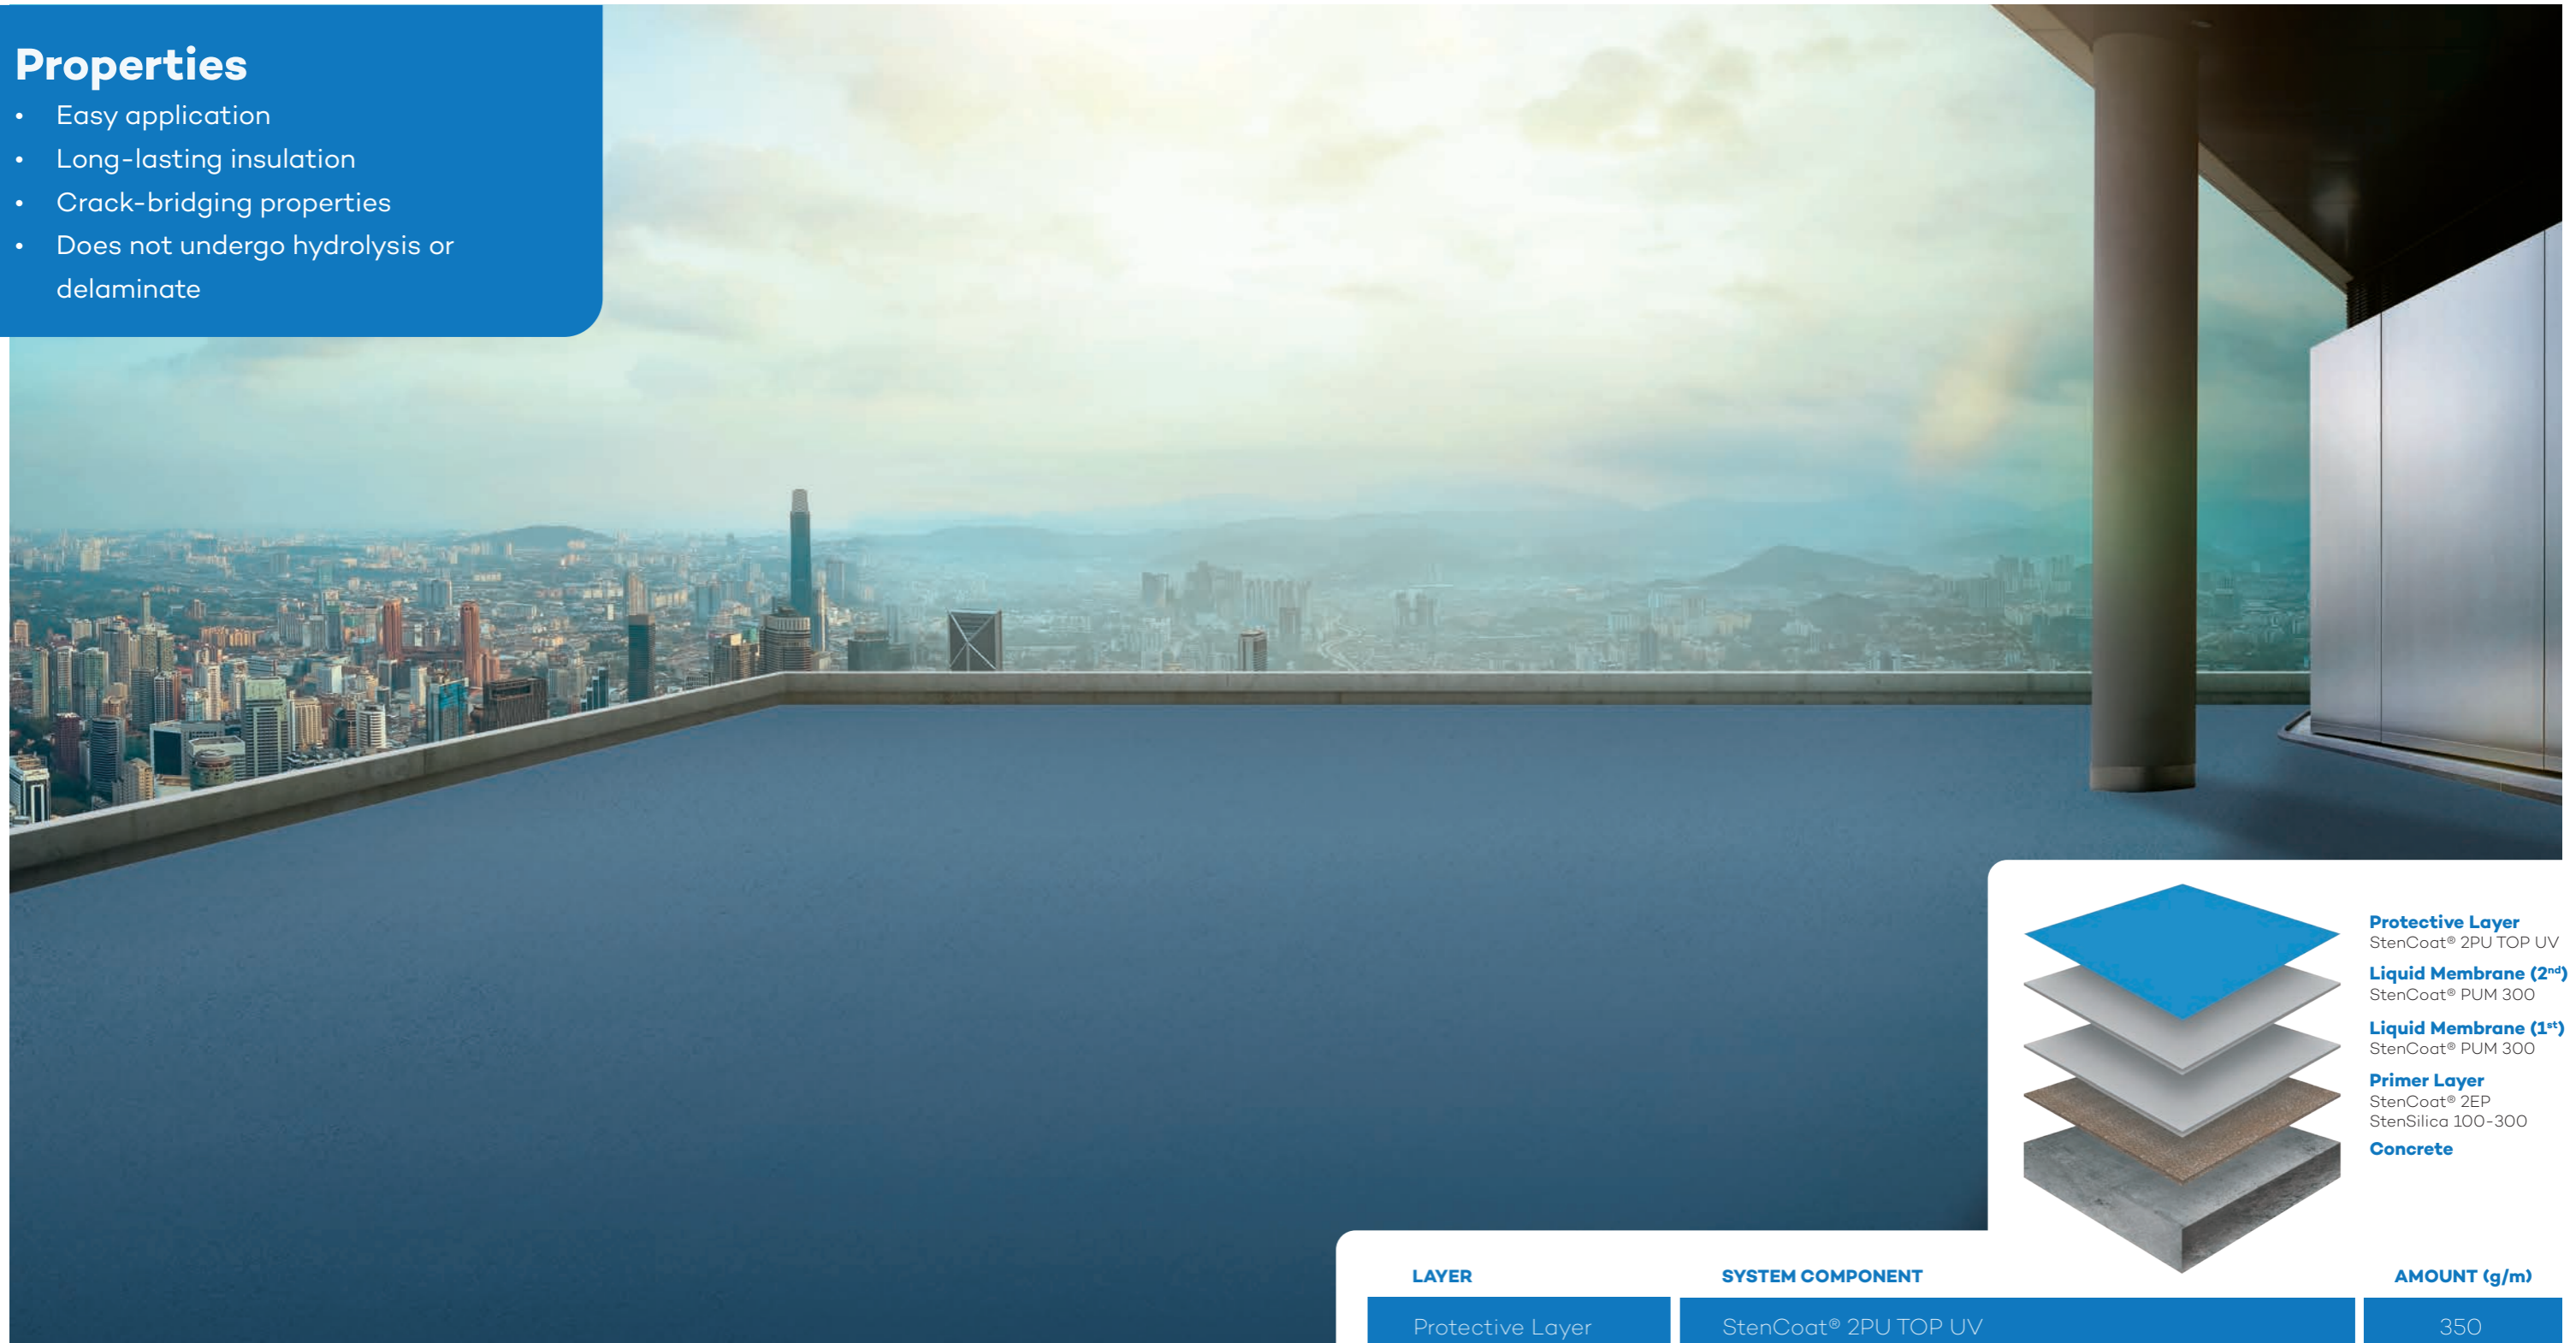 Properties
• Easy application
• Long-lasting insulation
• Crack-bridging properties
• Does not undergo hydrolysis or
delaminate
Protective Layer
StenCoat® 2PU TOP UV
Liquid Membrane (2nd)
StenCoat® PUM 300
Liquid Membrane (1st)
StenCoat® PUM 300
Primer Layer
StenCoat® 2EP
StenSilica 100-300
Concrete
LAYER SYSTEM COMPONENT AMOUNT (g/m)
Protective Layer StenCoat® 2PU TOP UV 350